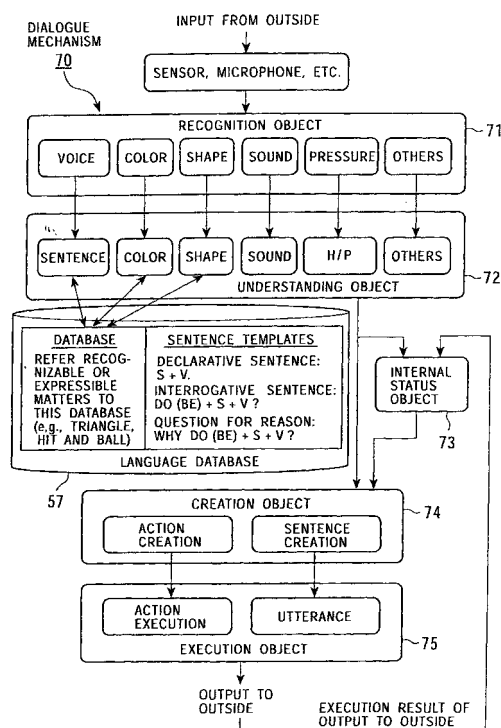 INPUT FROM OUTSIDE
DIALOGUE
MECHANISM
70
SENSOR, MICROPHONE, ETC.
RECOGNITION OBJECT
71
VOICE COLOR SHAPE SOUND PRESSURE OTHERS
SENTENCE COLOR SHAPE SOUND H/P OTHERS
UNDERSTANDING OBJECT
72
DATABASE
REFER RECOG-
NIZABLE OR
EXPRESSIBLE
MATTERS TO
THIS DATABASE
(e.g., TRIANGLE,
HIT AND BALL)
SENTENCE TEMPLATES
DECLARATIVE SENTENCE:
S + V.
INTERROGATIVE SENTENCE:
DO (BE) + S + V ?
QUESTION FOR REASON:
WHY DO (BE) + S + V ?
LANGUAGE DATABASE
57
INTERNAL
STATUS
OBJECT
73
CREATION OBJECT
74
ACTION
CREATION
SENTENCE
CREATION
ACTION
EXECUTION
UTTERANCE
EXECUTION OBJECT
75
OUTPUT TO
OUTSIDE
EXECUTION RESULT OF
OUTPUT TO OUTSIDE